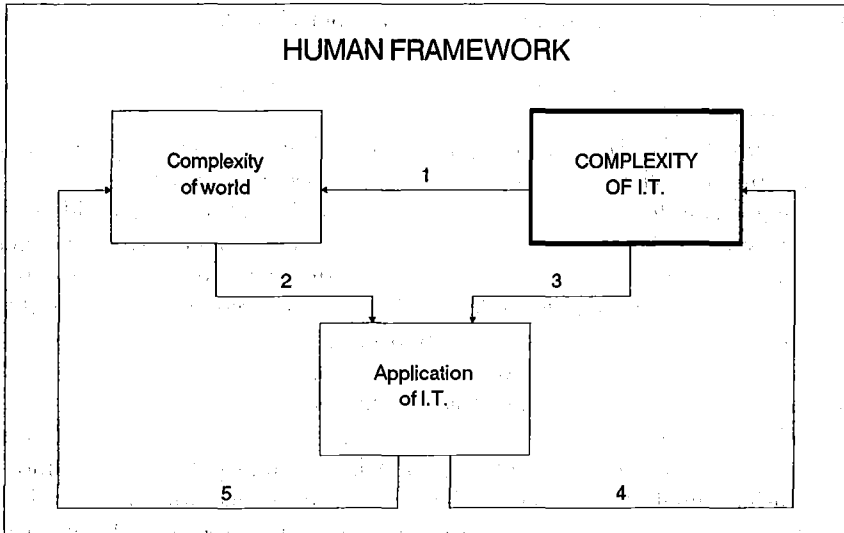 HUMAN FRAMEWORK
Complexity
of world
1
COMPLEXITY
OF I.T.
2
3
Application
of I.T.
5
4